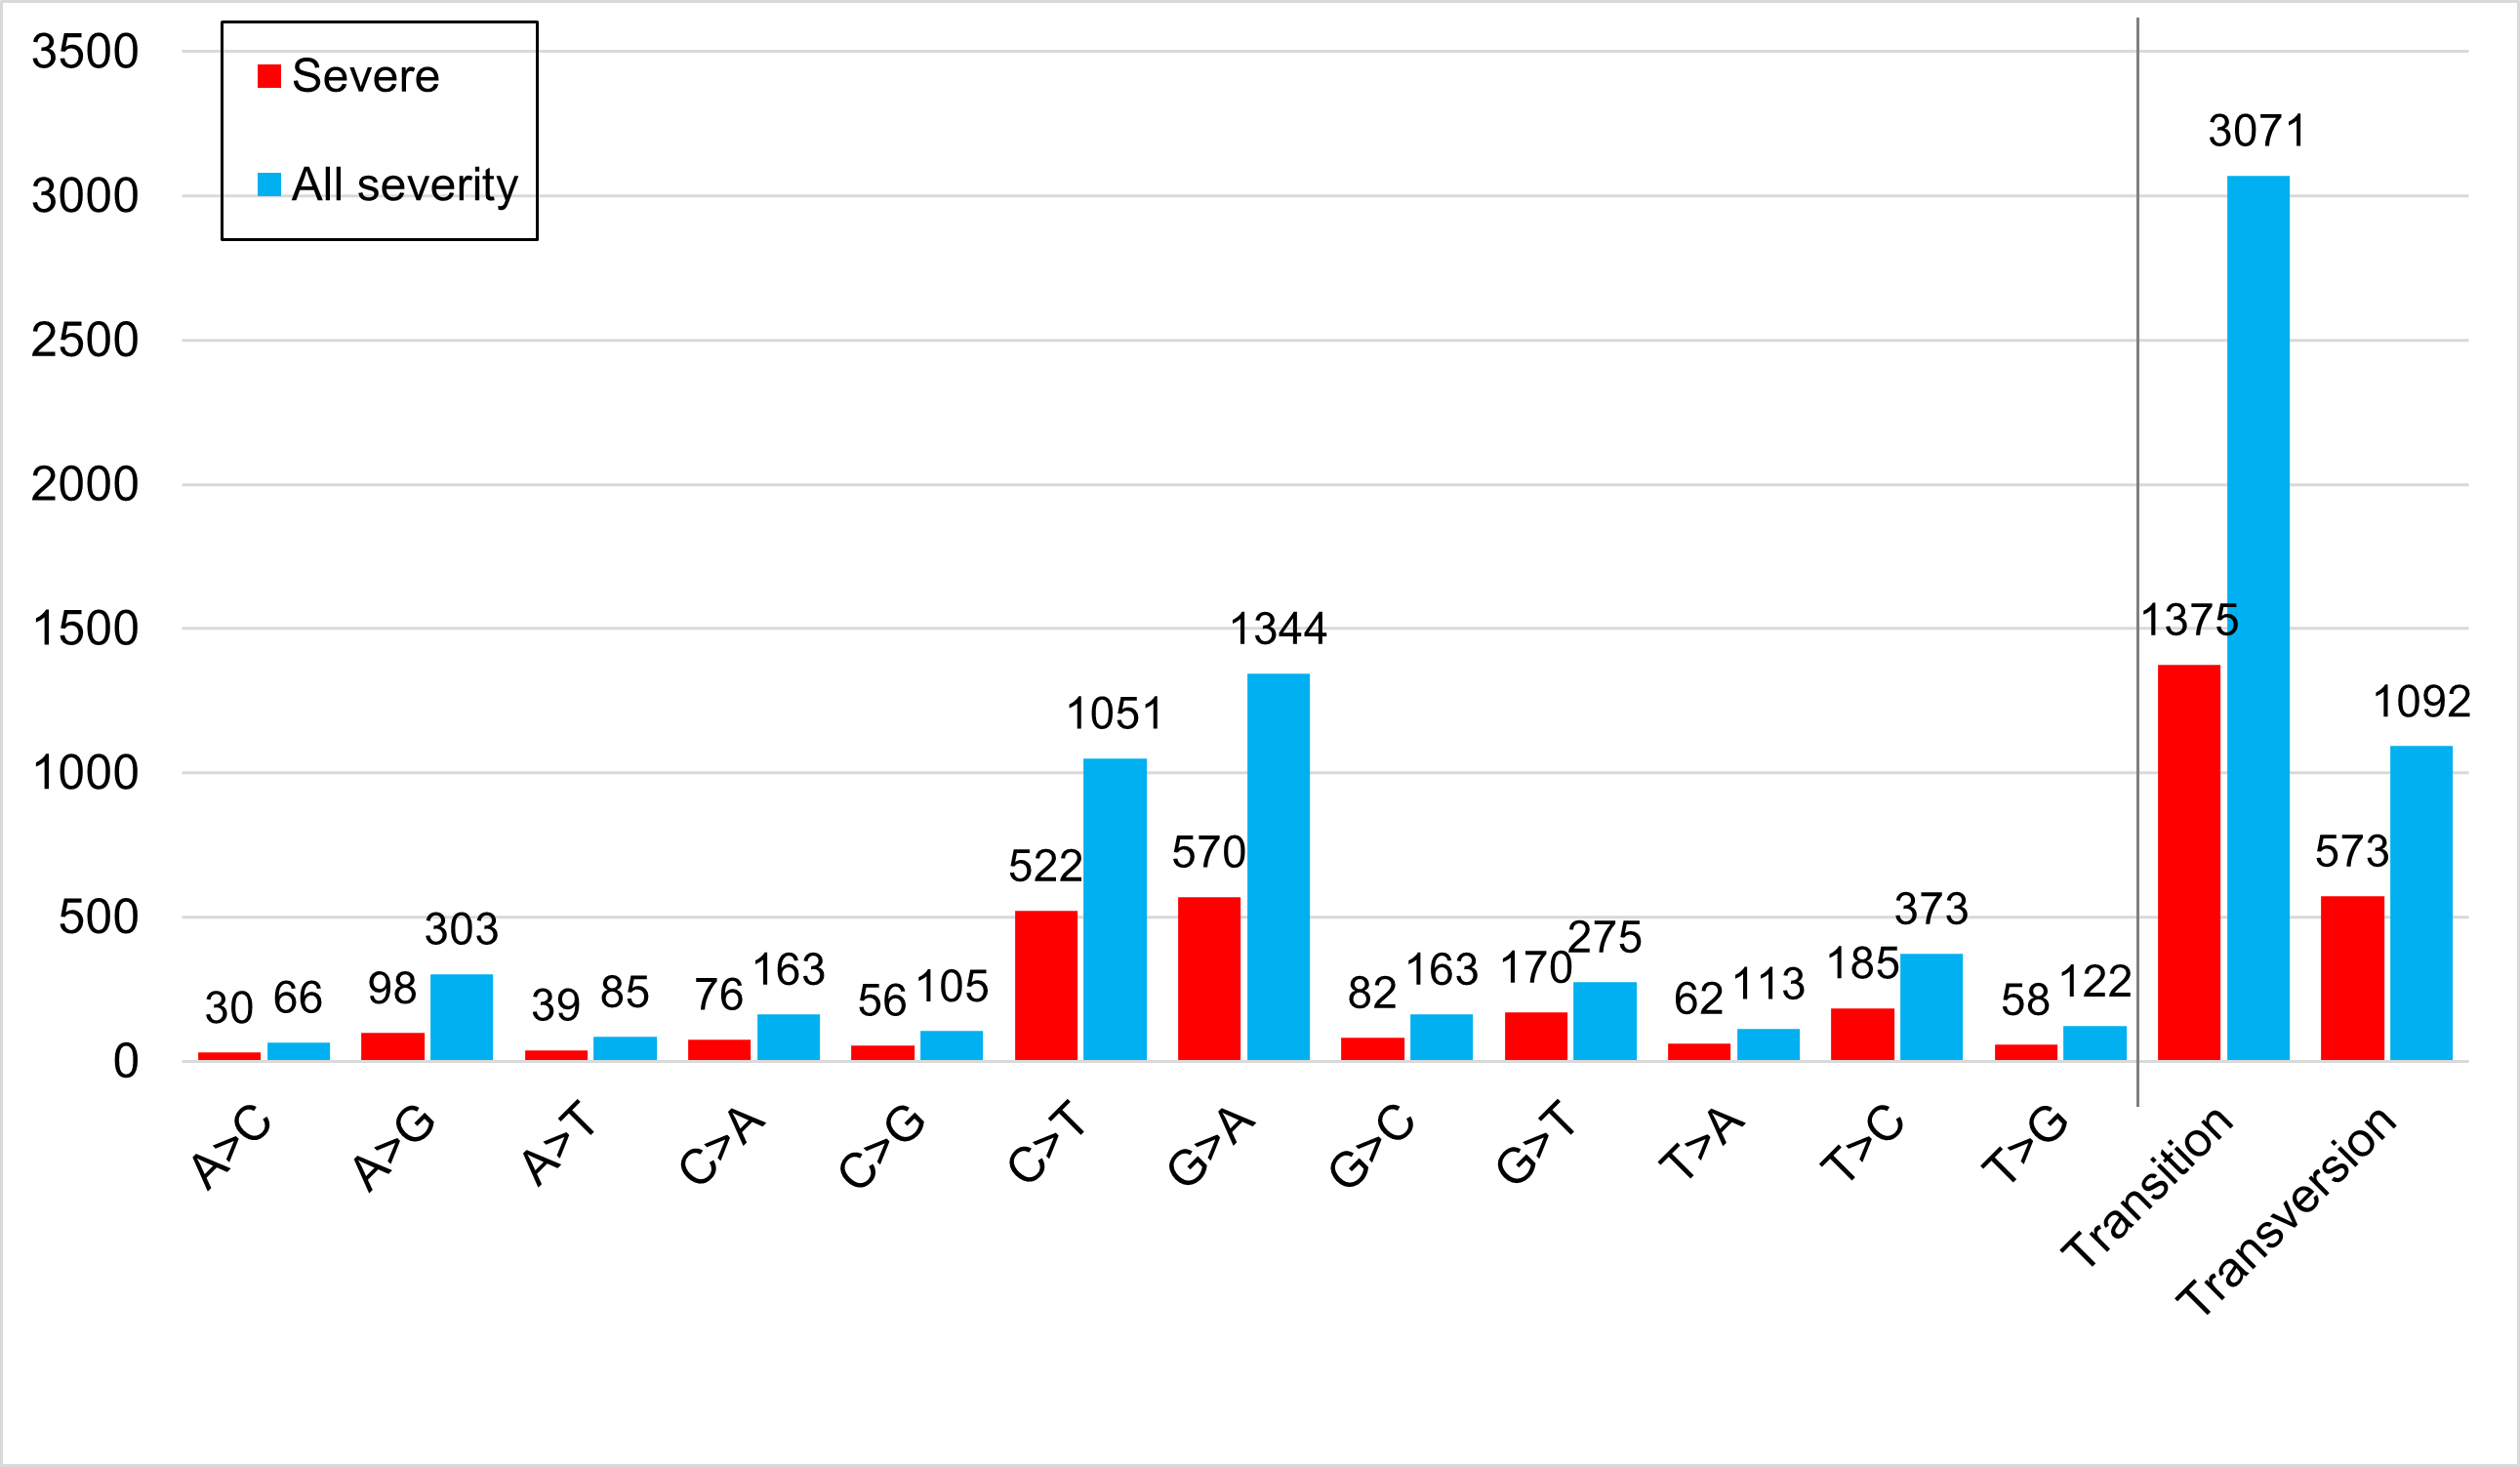 Severe
All severity
3500
3000
2500
2000
1500
1000
500
0
30 66
98 303
39 85
76 163
56 105
522 1051
570 1344
82 163
170 275
62 113
185 373
58 122
1375 3071
573 1092
A>C
A>G
A>T
C>A
C>G
C>T
G>A
G>C
G>T
T>A
T>C
T>G
Transition
Transversion